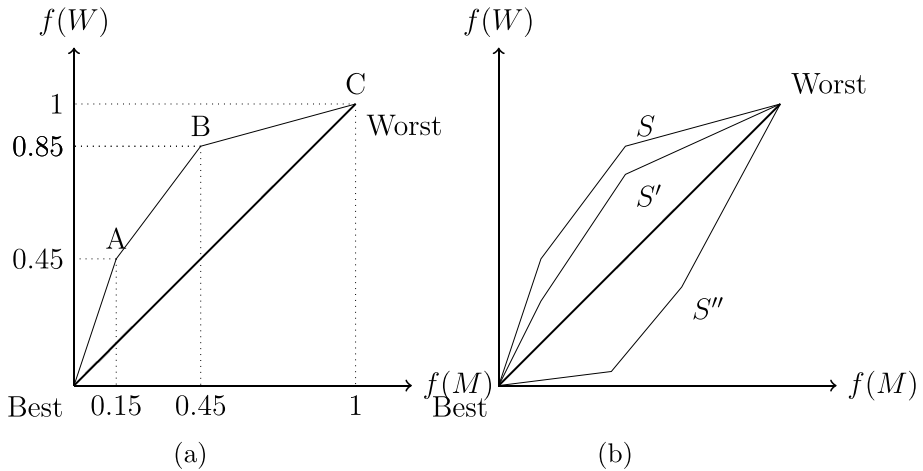 f(W)
C
1
Worst
B
0.85
A
0.45
f(M)
Best
0.15
0.45
1
(a)
f(W)
Worst
S
S′
S″
f(M)
Best
(b)